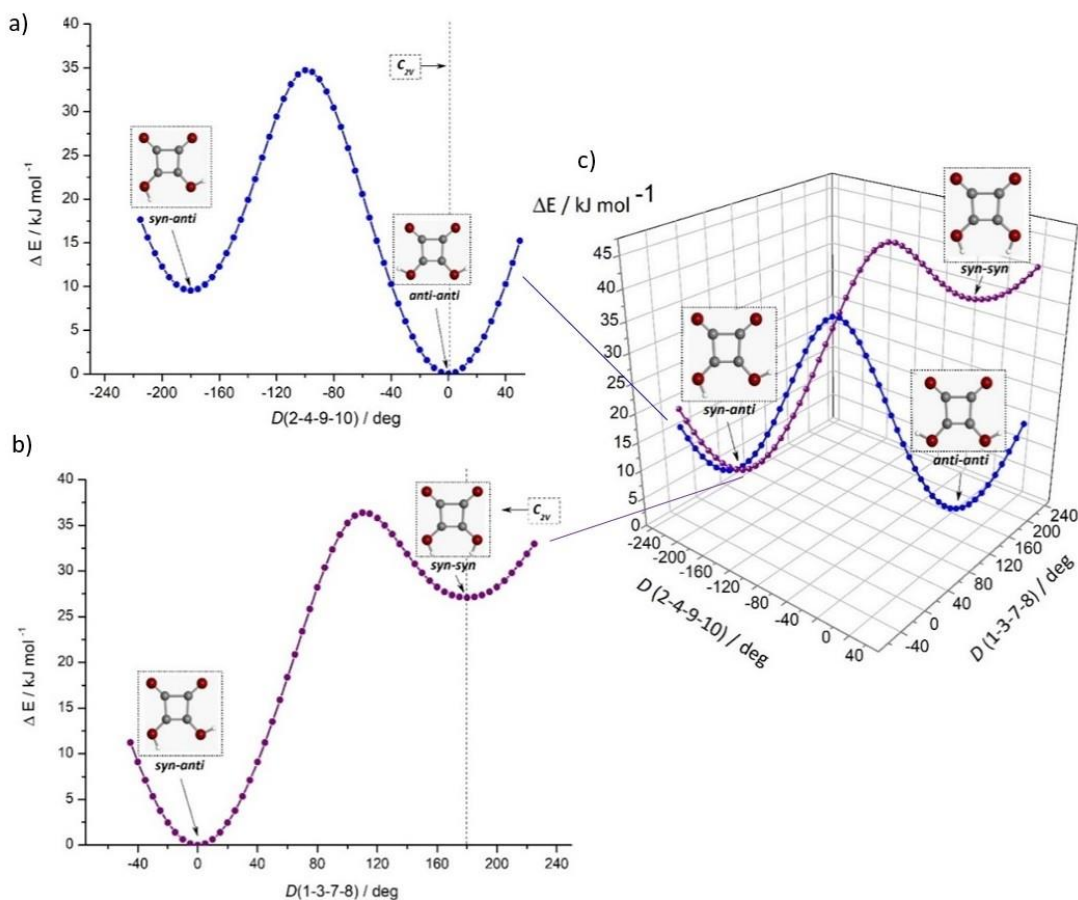 a)
40
35
30
25
20
15
10
5
0
Δ E / kJ mol -1
-240 -200 -160 -120 -80 -40 0 40
D(2-4-9-10) / deg
C2V
syn-anti
anti-anti
b)
40
35
30
25
20
15
10
5
0
Δ E / kJ mol -1
-40 0 40 80 120 160 200 240
D(1-3-7-8) / deg
C2V
syn-syn
syn-anti
c)
ΔE / kJ mol -1
45
40
35
30
25
20
15
10
5
0
syn-syn
syn-anti
anti-anti
-240
-200
-160
-120
-80
-40
0
40
D (2-4-9-10) / deg
240
200
160
120
80
40
0
-40
D (1-3-7-8) / deg